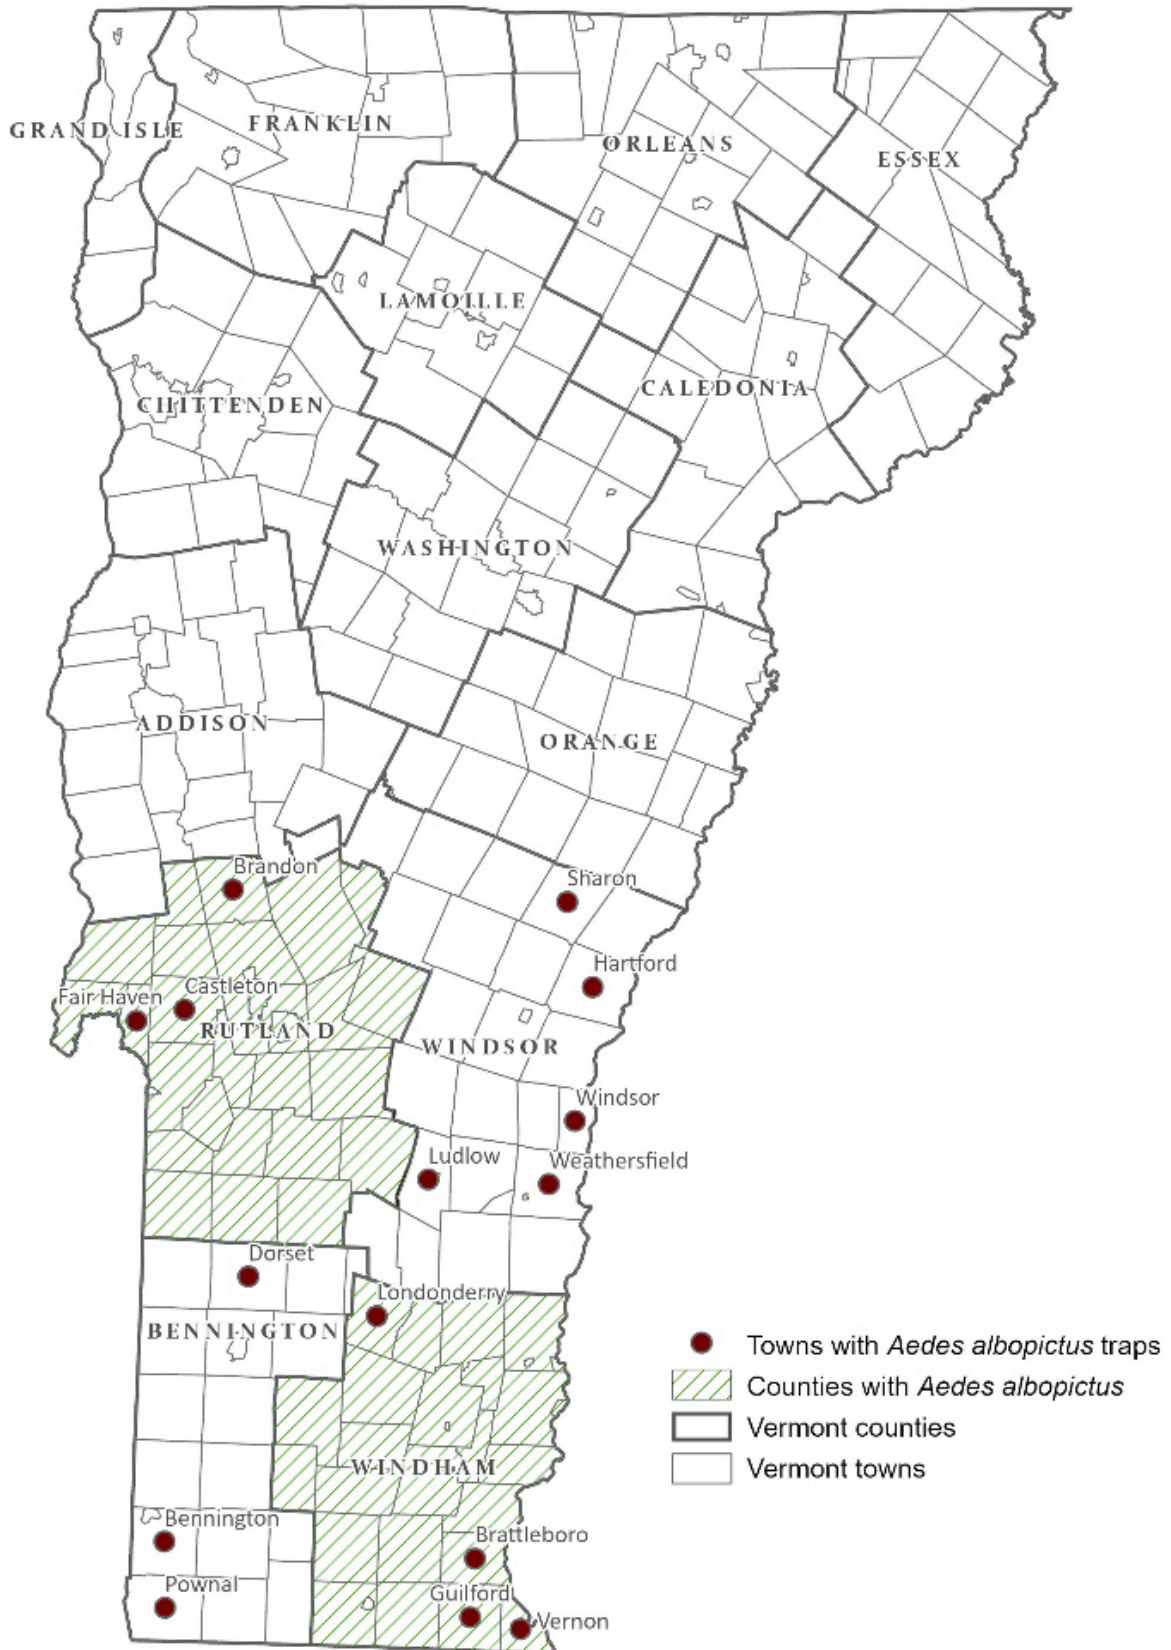 GRAND ISLE
FRANKLIN
ORLEANS
ESSEX
LAMOILLE
CALEDONIA
CHITTENDEN
WASHINGTON
ADDISON
ORANGE
Brandon
Sharon
Hartford
Castleton
Fair Haven
RUTLAND
WINDSOR
Windsor
Ludlow
Weathersfield
Dorset
Londonderry
BENNINGTON
Towns with Aedes albopictus traps
Counties with Aedes albopictus
Vermont counties
Vermont towns
WINDHAM
Bennington
Brattleboro
Pownal
Guilford
Vernon